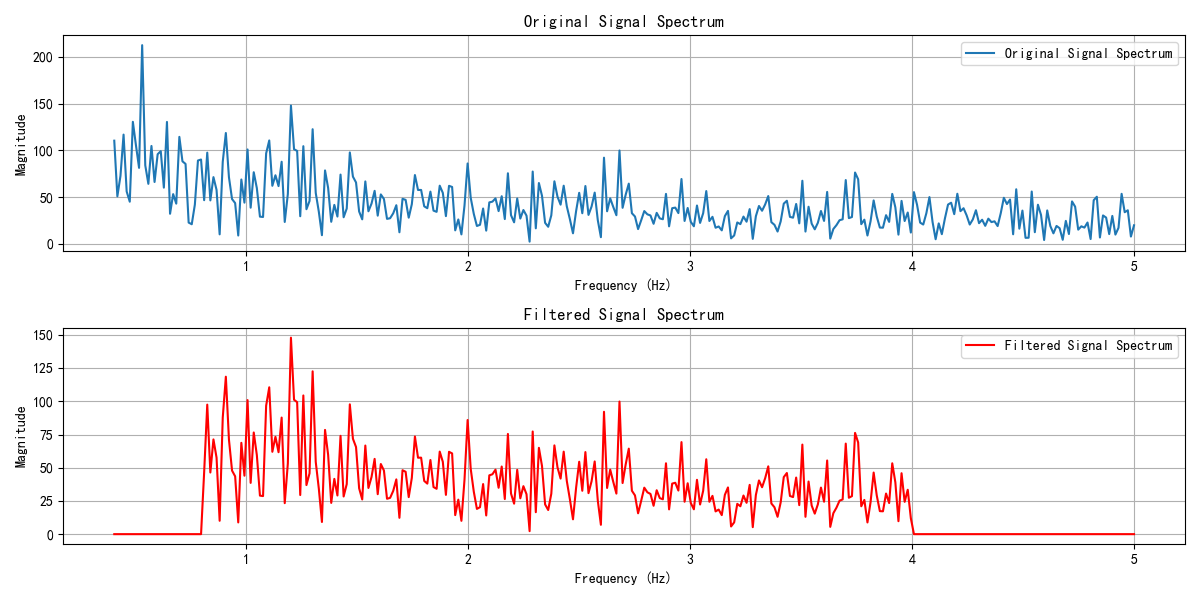 Original Signal Spectrum
Original Signal Spectrum
Magnitude
200
150
100
50
0
1 2 3 4 5
Frequency (Hz)
Filtered Signal Spectrum
Filtered Signal Spectrum
Magnitude
150
125
100
75
50
25
0
1 2 3 4 5
Frequency (Hz)